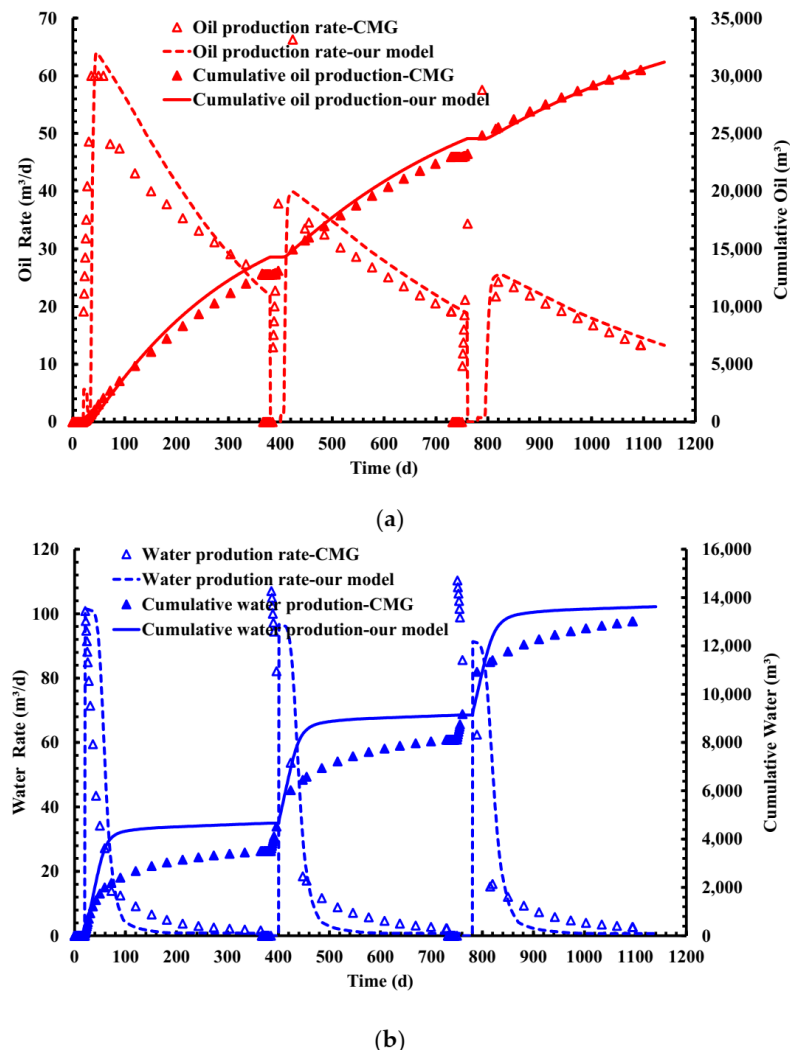 70 35,000
Oil production rate-CMG
Oil production rate-our model
60 30,000
Cumulative oil production-CMG
Cumulative oil production-our model
50 25,000
40 20,000
30 15,000
20 10,000
10 5,000
0 0
Oil Rate (m³/d)
Cumulative Oil (m³)
0 100 200 300 400 500 600 700 800 900 1000 1100 1200
Time (d)
(a)
120 16,000
Water prodution rate-CMG
14,000
Water prodution rate-our model
100
Cumulative water prodution-CMG
12,000
Cumulative water prodution-our model
80
10,000
60 8,000
6,000
40
4,000
20
2,000
0 0
Water Rate (m³/d)
Cumulative Water (m³)
0 100 200 300 400 500 600 700 800 900 1000 1100 1200
Time (d)
(b)